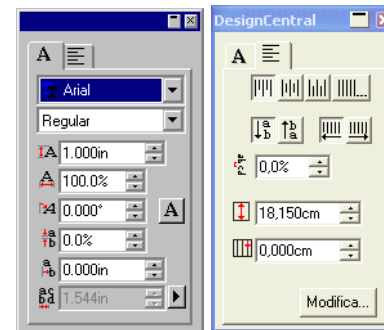 DesignCentral
A
A
Arial
Regular
1.000in
100.0%
0.000°
A
0.0%
0.000in
1.544in
0,0%
18,150cm
0,000cm
Modifica...